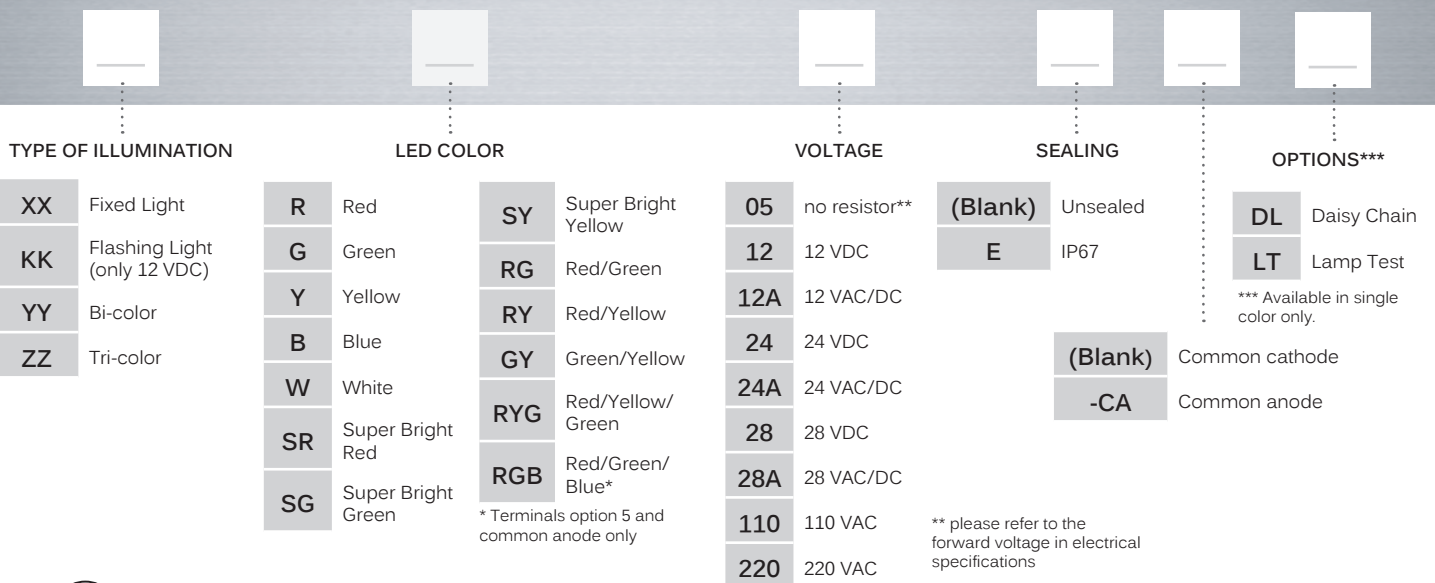 TYPE OF ILLUMINATION
XX Fixed Light
KK Flashing Light
(only 12 VDC)
YY Bi-color
ZZ Tri-color
LED COLOR
R Red
G Green
Y Yellow
B Blue
W White
SR Super Bright
Red
SG Super Bright
Green
SY Super Bright
Yellow
RG Red/Green
RY Red/Yellow
GY Green/Yellow
RYG Red/Yellow/
Green
RGB Red/Green/
Blue*
* Terminals option 5 and
common anode only
VOLTAGE
05 no resistor**
12 12 VDC
12A 12 VAC/DC
24 24 VDC
24A 24 VAC/DC
28 28 VDC
28A 28 VAC/DC
110 110 VAC
220 220 VAC
** please refer to the
forward voltage in electrical
specifications
SEALING
(Blank) Unsealed
E IP67
(Blank) Common cathode
-CA Common anode
OPTIONS***
DL Daisy Chain
LT Lamp Test
*** Available in single
color only.